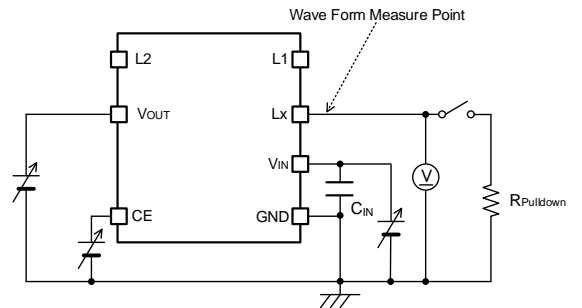 Wave Form Measure Point
L2
L1
VOUT
Lx
VIN
V
CIN
RPulldown
CE
GND